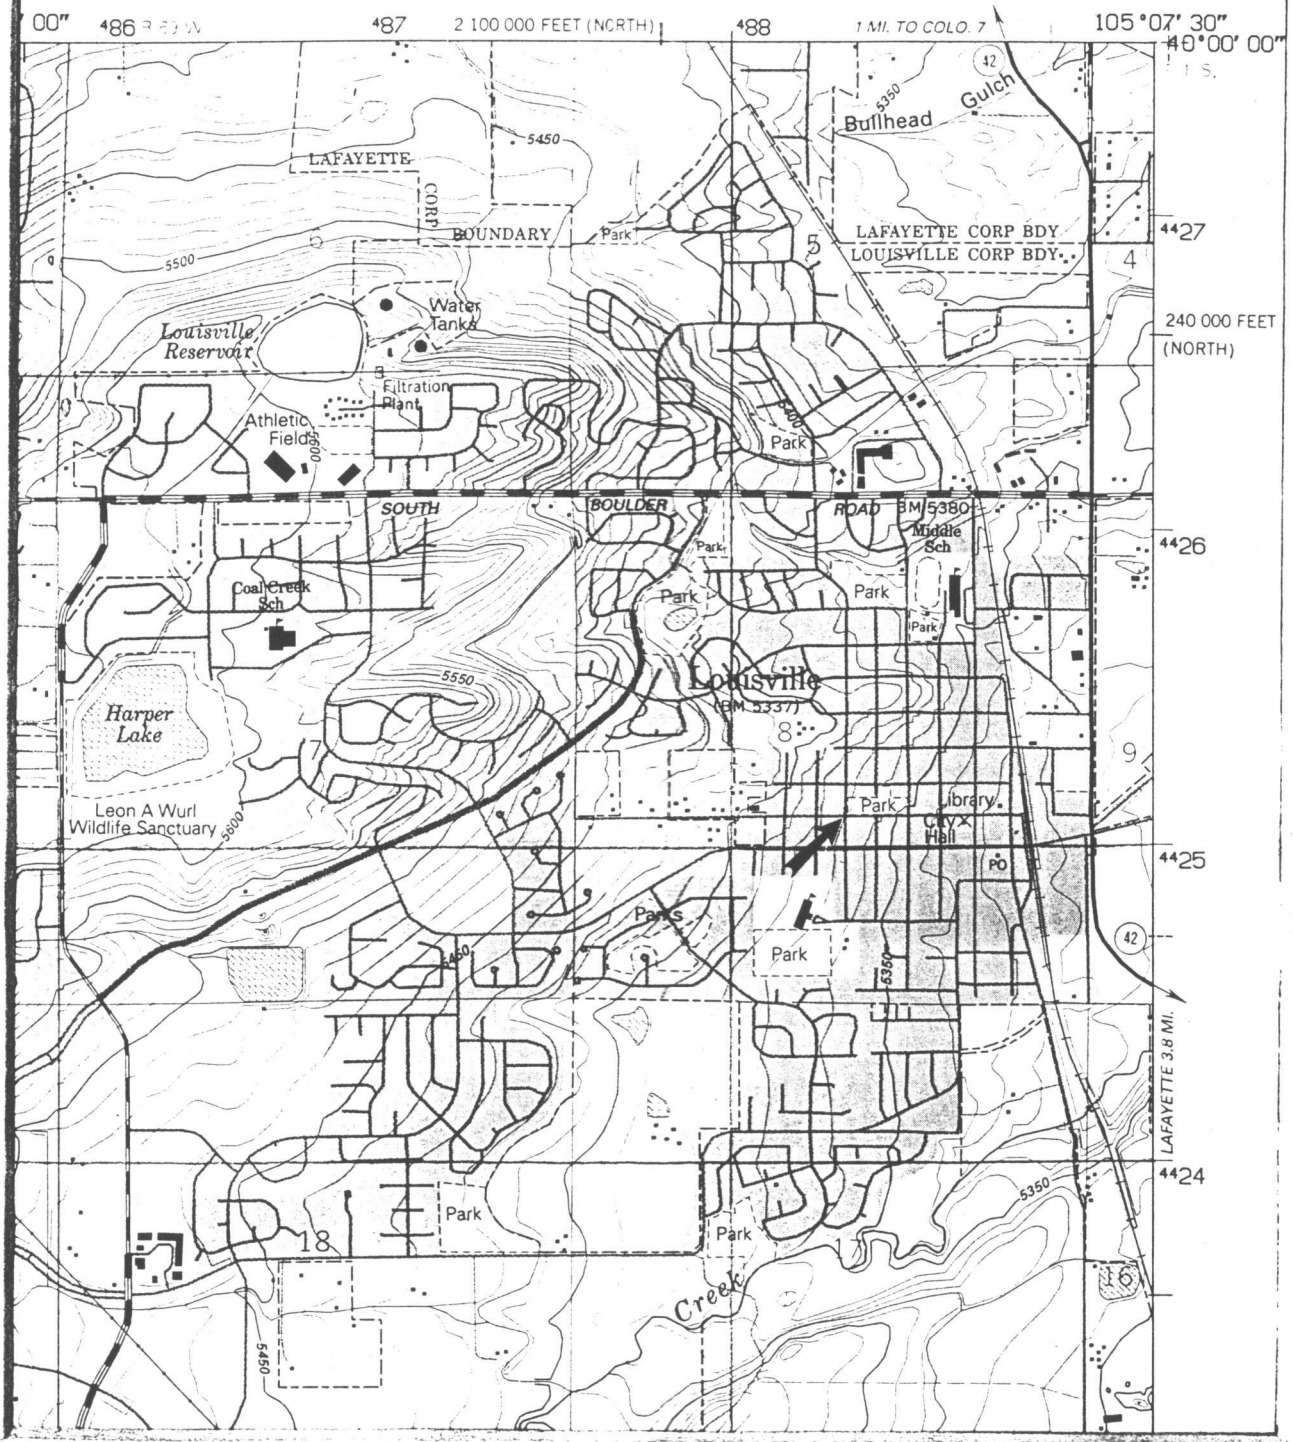 00"
486 R 69 W
487
2 100 000 FEET (NORTH)
488
1 MI. TO COLO. 7
105°07'30"
40°00'00"
42
Gulch
Bullhead
5350
5450
LAFAYETTE
CORP
BOUNDARY
Park
6
5
LAFAYETTE CORP BDY
LOUISVILLE CORP BDY
4427
4
5500
Water
Tanks
Louisville
Reservoir
240 000 FEET
(NORTH)
Filtration
Plant
5400
Athletic
Field
5600
Park
SOUTH
BOULDER
ROAD
BM 5380
Middle
Sch
4426
Park
Coal Creek
Sch
Park
Park
Park
5550
Louisville
(BM 5337)
8
Harper
Lake
9
Leon A Wurl
Wildlife Sanctuary
5600
Park
Library
City
Hall
PO
4425
Parks
42
5450
Park
5350
LAFAYETTE 3.8 MI.
4424
5350
Park
Park
18
16
Creek
5450